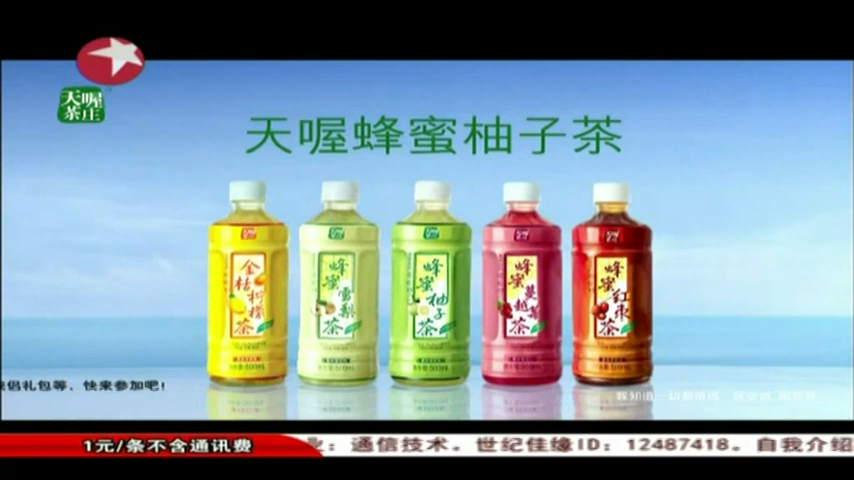 天喔
茶庄
天喔蜂蜜柚子茶
金桔柠檬茶
蜂蜜雪梨茶
蜂蜜柚子茶
蜂蜜蔓越莓茶
蜂蜜红枣茶
侣礼包等、快来参加吧!
1元/条不含通讯费
：通信技术。世纪佳缘ID：12487418。自我介绍